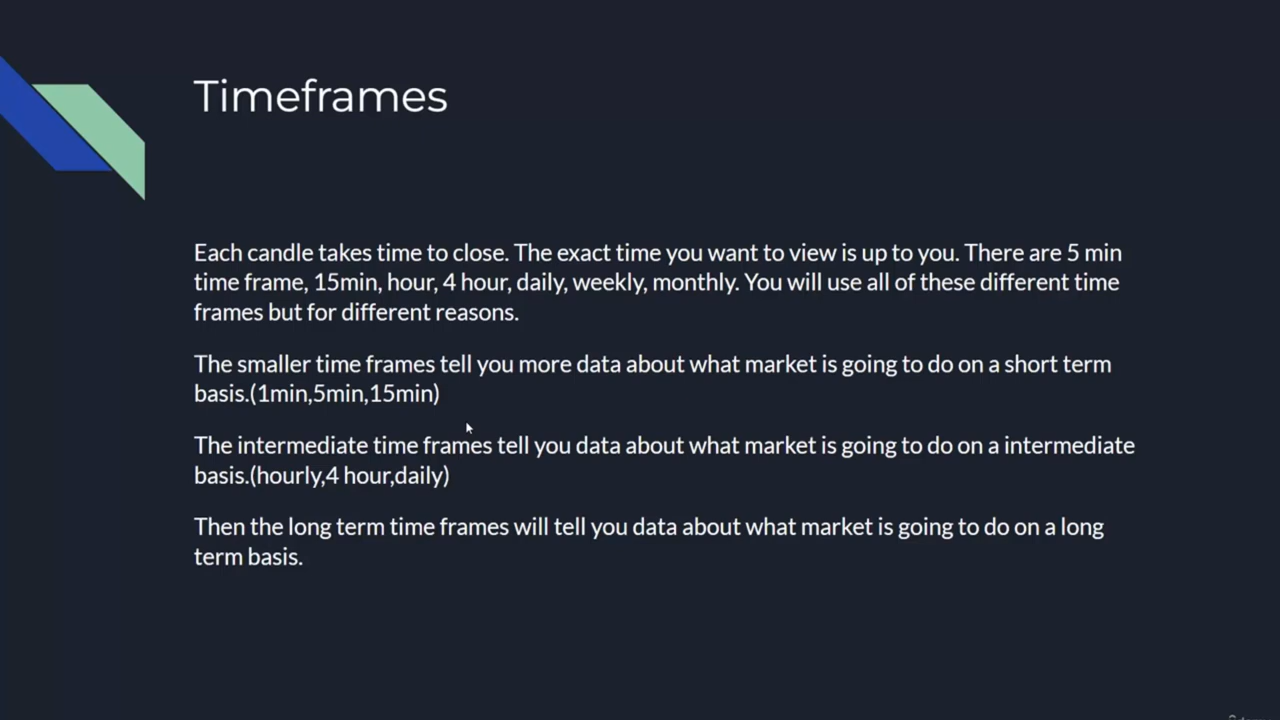 Timeframes
Each candle takes time to close. The exact time you want to view is up to you. There are 5 min
time frame, 15min, hour, 4 hour, daily, weekly, monthly. You will use all of these different time
frames but for different reasons.
The smaller time frames tell you more data about what market is going to do on a short term
basis.(1min,5min,15min)
The intermediate time frames tell you data about what market is going to do on a intermediate
basis.(hourly,4 hour,daily)
Then the long term time frames will tell you data about what market is going to do on a long
term basis.